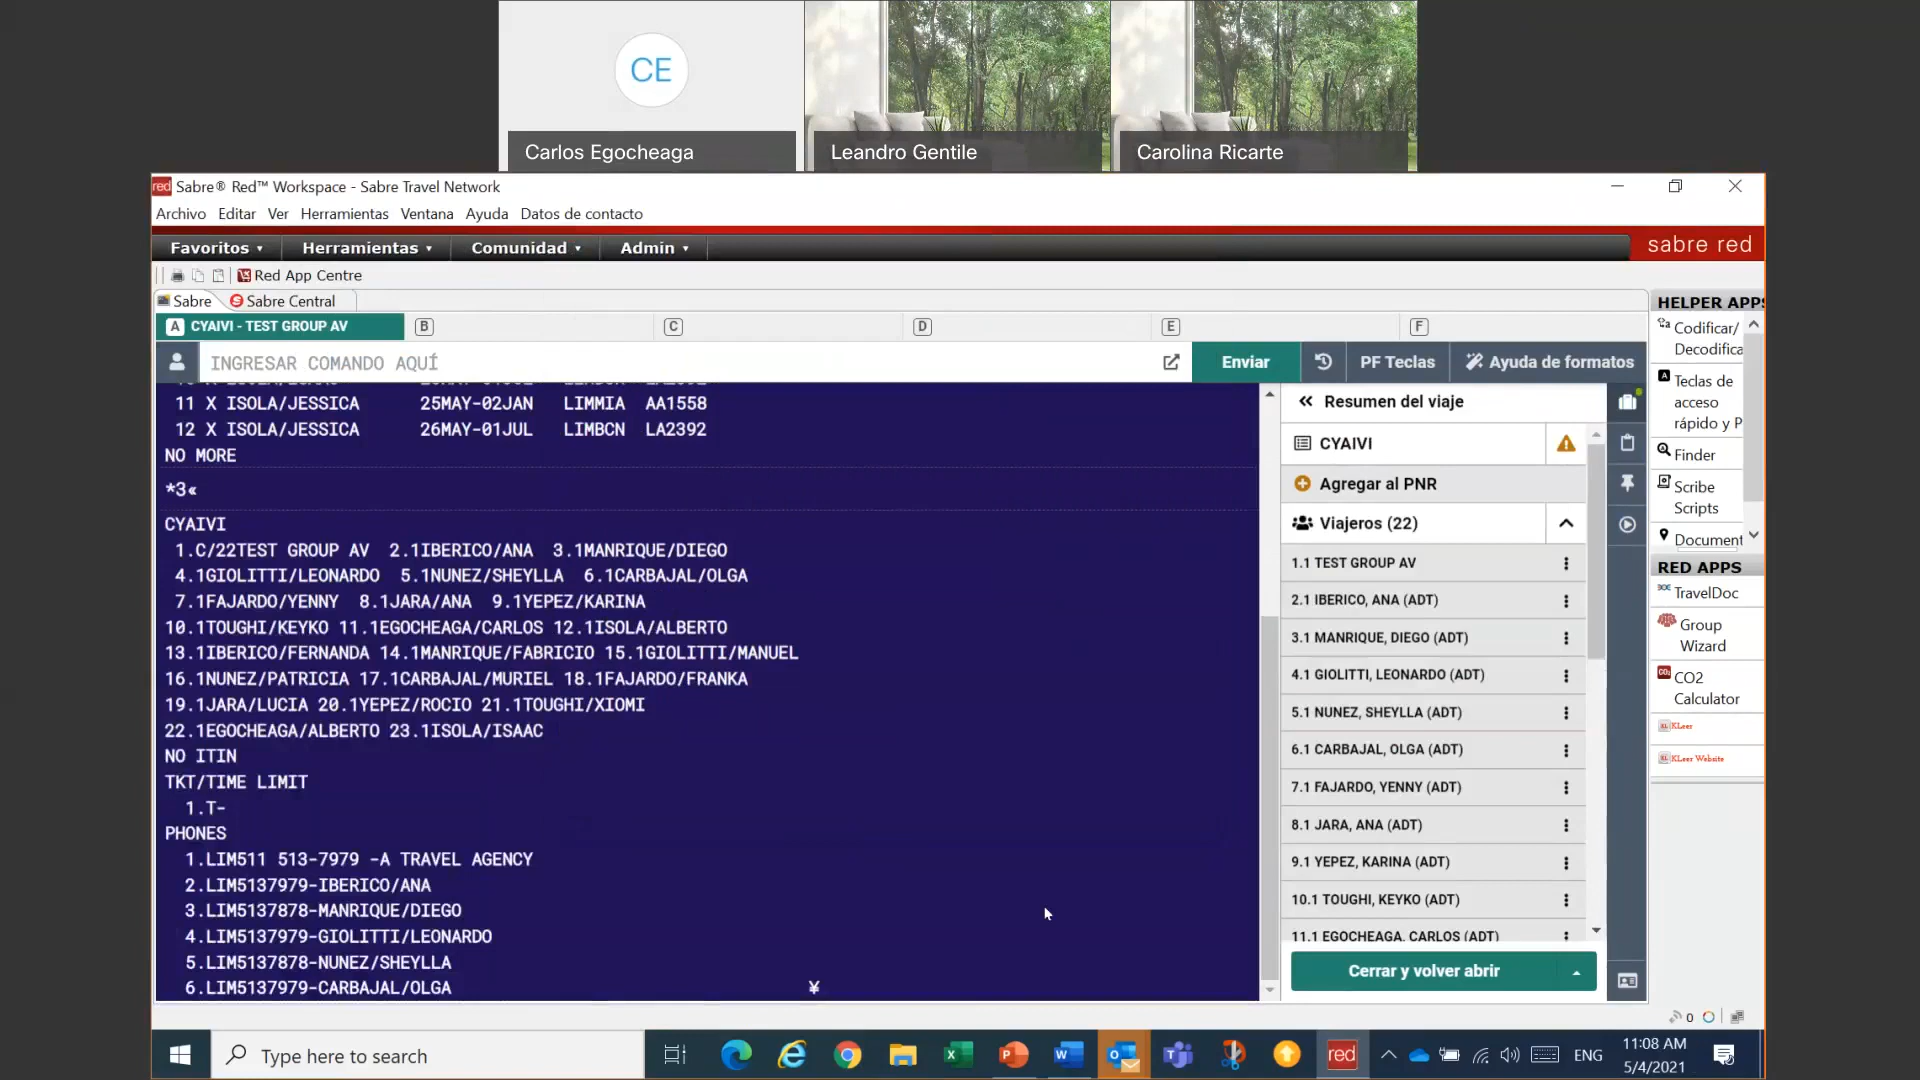 CE
Carlos Egocheaga
Leandro Gentile
Carolina Ricarte
red Sabre® Red™ Workspace - Sabre Travel Network
Archivo Editar Ver Herramientas Ventana Ayuda Datos de contacto
Favoritos Herramientas Comunidad Admin
sabre red
Red App Centre
Sabre Sabre Central
A CYAIVI - TEST GROUP AV B C D E F
INGRESAR COMANDO AQUÍ
Enviar PF Teclas Ayuda de formatos
11 X ISOLA/JESSICA 25MAY-02JAN LIMMIA AA1558
12 X ISOLA/JESSICA 26MAY-01JUL LIMBCN LA2392
NO MORE
*3«
CYAIVI
1.C/22TEST GROUP AV 2.1IBERICO/ANA 3.1MANRIQUE/DIEGO
4.1GIOLITTI/LEONARDO 5.1NUNEZ/SHEYLLA 6.1CARBAJAL/OLGA
7.1FAJARDO/YENNY 8.1JARA/ANA 9.1YEPEZ/KARINA
10.1TOUGHI/KEYKO 11.1EGOCHEAGA/CARLOS 12.1ISOLA/ALBERTO
13.1IBERICO/FERNANDA 14.1MANRIQUE/FABRICIO 15.1GIOLITTI/MANUEL
16.1NUNEZ/PATRICIA 17.1CARBAJAL/MURIEL 18.1FAJARDO/FRANKA
19.1JARA/LUCIA 20.1YEPEZ/ROCIO 21.1TOUGHI/XIOMI
22.1EGOCHEAGA/ALBERTO 23.1ISOLA/ISAAC
NO ITIN
TKT/TIME LIMIT
1.T-
PHONES
1.LIM511 513-7979 -A TRAVEL AGENCY
2.LIM5137979-IBERICO/ANA
3.LIM5137878-MANRIQUE/DIEGO
4.LIM5137979-GIOLITTI/LEONARDO
5.LIM5137878-NUNEZ/SHEYLLA
6.LIM5137979-CARBAJAL/OLGA ¥
« Resumen del viaje
CYAIVI
Agregar al PNR
Viajeros (22)
1.1 TEST GROUP AV
2.1 IBERICO, ANA (ADT)
3.1 MANRIQUE, DIEGO (ADT)
4.1 GIOLITTI, LEONARDO (ADT)
5.1 NUNEZ, SHEYLLA (ADT)
6.1 CARBAJAL, OLGA (ADT)
7.1 FAJARDO, YENNY (ADT)
8.1 JARA, ANA (ADT)
9.1 YEPEZ, KARINA (ADT)
10.1 TOUGHI, KEYKO (ADT)
11.1 EGOCHEAGA, CARLOS (ADT)
Cerrar y volver abrir
HELPER APPS
Codificar/
Decodifica
Teclas de
acceso
rápido y P
Finder
Scribe
Scripts
Document
RED APPS
TravelDoc
Group
Wizard
CO2
Calculator
KLeer
KLeer Website
0
Type here to search
red
ENG
11:08 AM
5/4/2021